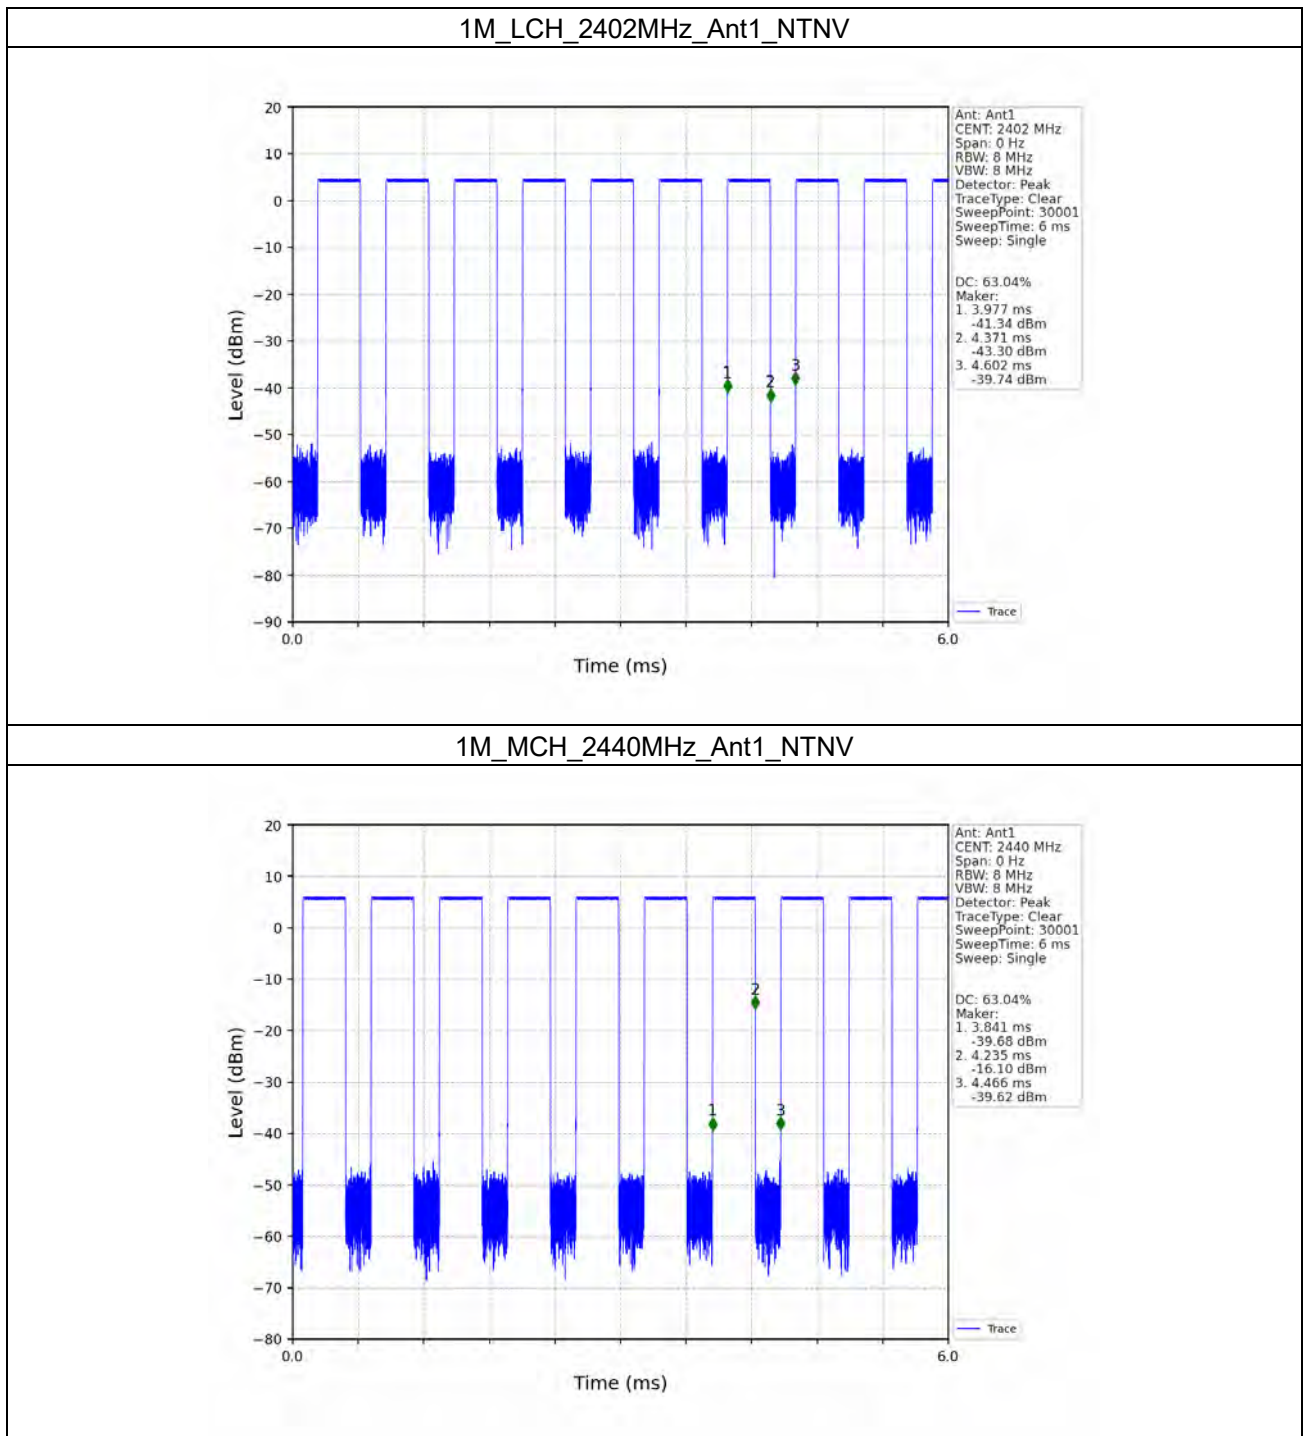 1M_LCH_2402MHz_Ant1_NTNV
20
10
0
−10
−20
−30
−40
−50
−60
−70
−80
−90
Level (dBm)
0.0
6.0
Time (ms)
1
2
3
Ant: Ant1
CENT: 2402 MHz
Span: 0 Hz
RBW: 8 MHz
VBW: 8 MHz
Detector: Peak
TraceType: Clear
SweepPoint: 30001
SweepTime: 6 ms
Sweep: Single
DC: 63.04%
Maker:
1. 3.977 ms
-41.34 dBm
2. 4.371 ms
-43.30 dBm
3. 4.602 ms
-39.74 dBm
Trace
1M_MCH_2440MHz_Ant1_NTNV
20
10
0
−10
−20
−30
−40
−50
−60
−70
−80
Level (dBm)
0.0
6.0
Time (ms)
1
2
3
Ant: Ant1
CENT: 2440 MHz
Span: 0 Hz
RBW: 8 MHz
VBW: 8 MHz
Detector: Peak
TraceType: Clear
SweepPoint: 30001
SweepTime: 6 ms
Sweep: Single
DC: 63.04%
Maker:
1. 3.841 ms
-39.68 dBm
2. 4.235 ms
-16.10 dBm
3. 4.466 ms
-39.62 dBm
Trace